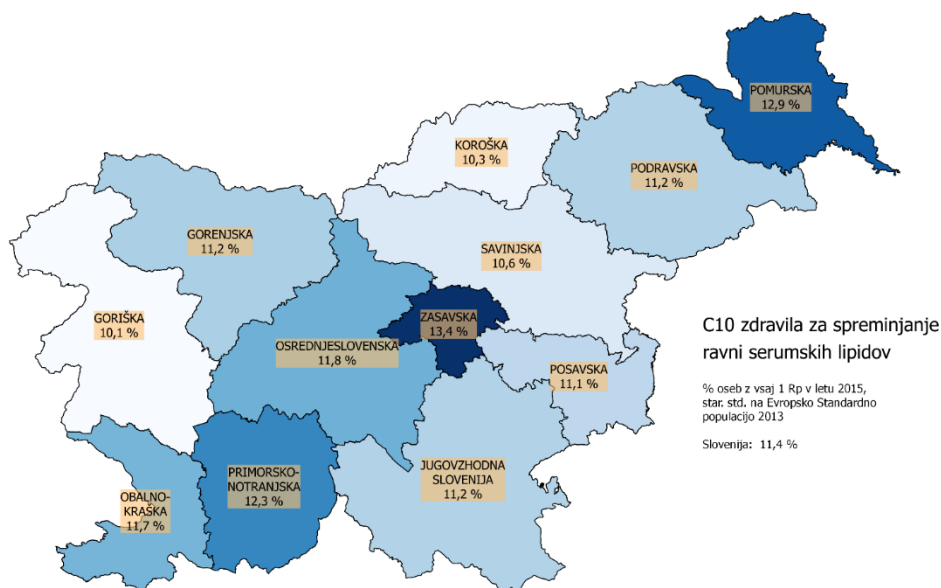 POMURSKA
12,9 %
KOROŠKA
10,3 %
PODRAVSKA
11,2 %
GORENJSKA
11,2 %
SAVINJSKA
10,6 %
GORIŠKA
10,1 %
ZASAVSKA
13,4 %
OSREDNJESLOVENSKA
11,8 %
POSAVSKA
11,1 %
C10 zdravila za spreminjanje
ravni serumskih lipidov
% oseb z vsaj 1 Rp v letu 2015,
star. std. na Evropsko Standardno
populacijo 2013
Slovenija: 11,4 %
JUGOVZHODNA
SLOVENIJA
11,2 %
PRIMORSKO-
NOTRANJSKA
12,3 %
OBALNO-
KRAŠKA
11,7 %